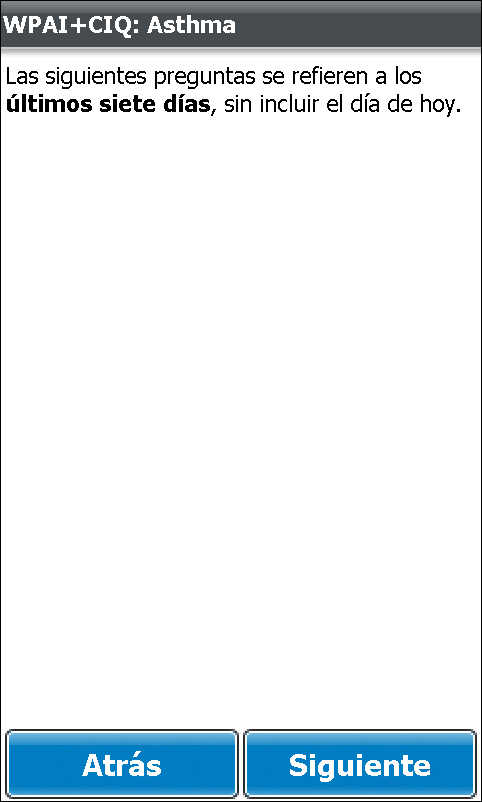 WPAI+CIQ: Asthma
Las siguientes preguntas se refieren a los
últimos siete días, sin incluir el día de hoy.
Atrás
Siguiente